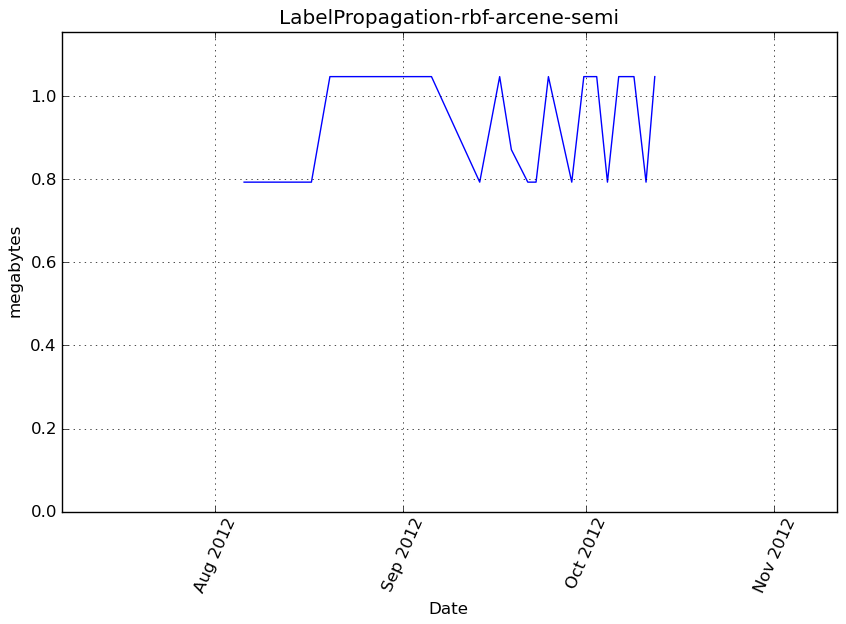 LabelPropagation-rbf-arcene-semi
1.0
0.8
0.6
0.4
0.2
0.0
megabytes
Aug 2012
Sep 2012
Oct 2012
Nov 2012
Date